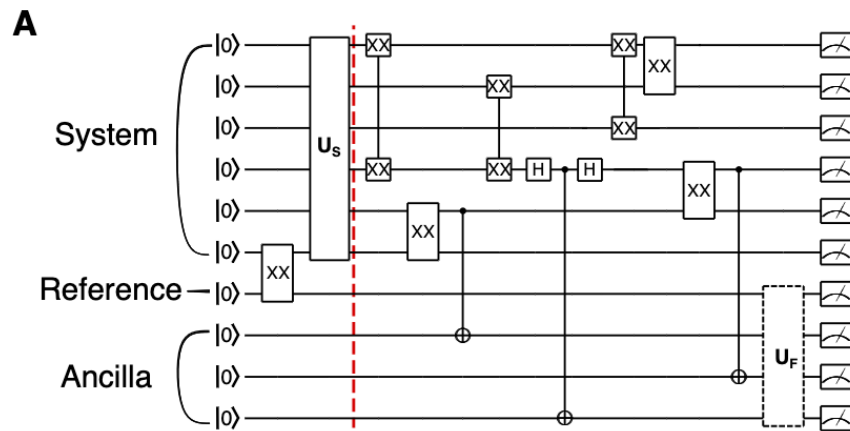 A
|0⟩ XX XX XX
|0⟩ XX
System |0⟩ U_S XX
|0⟩ XX XX H H XX
|0⟩ XX
|0⟩ XX
Reference |0⟩
|0⟩
Ancilla |0⟩ U_F
|0⟩